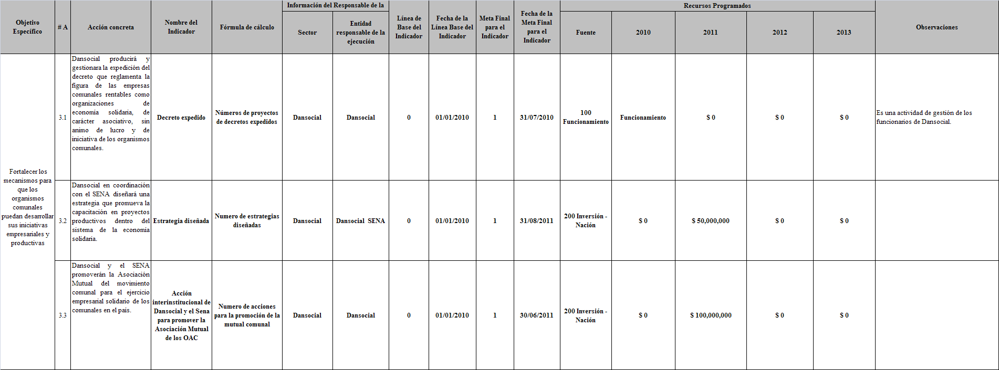 Objetivo
Específico
# A
Acción concreta
Nombre del
Indicador
Fórmula de cálculo
Información del Responsable de la
Sector
Entidad
responsable de la
ejecución
Línea de
Base del
Indicador
Fecha de la
Línea Base del
Indicador
Meta Final
para el
Indicador
Fecha de la
Meta Final
para el
Indicador
Recursos Programados
Fuente
2010
2011
2012
2013
Observaciones
Fortalecer los
mecanismos para
que los
organismos
comunales
puedan desarrollar
sus iniciativas
empresariales y
productivas
3.1
Dansocial producirá y
gestionara la expedición del
decreto que reglamenta la
figura de las empresas
comunales rentables como
organizaciones de
economia solidaria, de
carácter asociativo, sin
animo de lucro y de
iniciativa de los organismos
comunales.
Decreto expedido
Números de proyectos
de decretos expedidos
Dansocial
Dansocial
0
01/01/2010
1
31/07/2010
100
Funcionamiento
Funcionamiento
$ 0
$ 0
$ 0
Es una actividad de gestión de los
funcionarios de Dansocial.
3.2
Dansocial en coordinación
con el SENA diseñará una
estrategia que promueva la
capacitación en proyectos
productivos dentro del
sistema de la economía
solidaria.
Estrategia diseñada
Numero de estrategias
diseñadas
Dansocial
Dansocial SENA
0
01/01/2010
1
31/08/2011
200 Inversión -
Nación
$ 0
$ 50,000,000
$ 0
$ 0
3.3
Dansocial y el SENA
promoverán la Asociación
Mutual del movimiento
comunal para el ejercicio
empresarial solidario de los
comunales en el país.
Acción
interinstitucional de
Dansocial y el Sena
para promover la
Asociación Mutual
de los OAC
Numero de acciones
para la promoción de la
mutual comunal
Dansocial
Dansocial
0
01/01/2010
1
30/06/2011
200 Inversión -
Nación
$ 0
$ 100,000,000
$ 0
$ 0